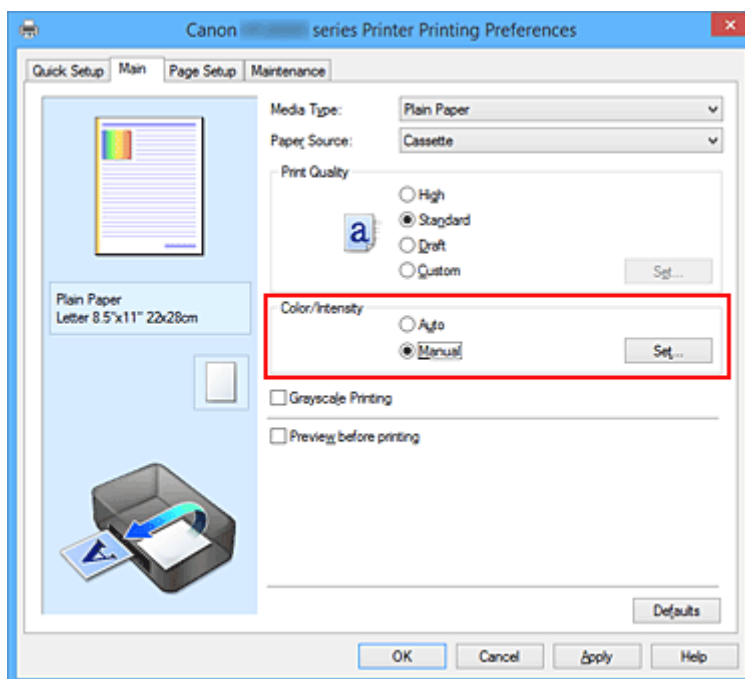 Canon series Printer Printing Preferences
Quick Setup Main Page Setup Maintenance
Media Type: Plain Paper
Paper Source: Cassette
Print Quality
High
Standard
Draft
Custom Set...
Color/Intensity
Auto
Manual Set...
Grayscale Printing
Preview before printing
Plain Paper
Letter 8.5"x11" 22x28cm
a
A
Defaults
OK Cancel Apply Help